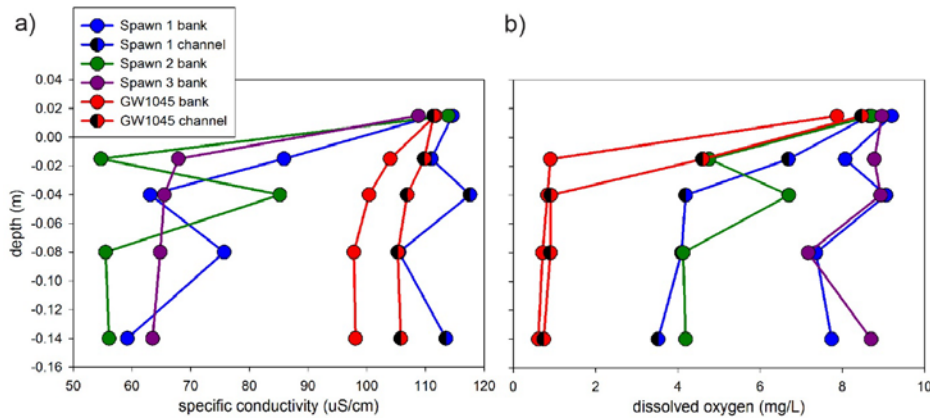 a)
Spawn 1 bank
Spawn 1 channel
Spawn 2 bank
Spawn 3 bank
GW1045 bank
GW1045 channel
b)
0.04
0.02
0.00
-0.02
-0.04
-0.06
-0.08
-0.10
-0.12
-0.14
-0.16
depth (m)
50 60 70 80 90 100 110 120
specific conductivity (uS/cm)
0 2 4 6 8 10
dissolved oxygen (mg/L)